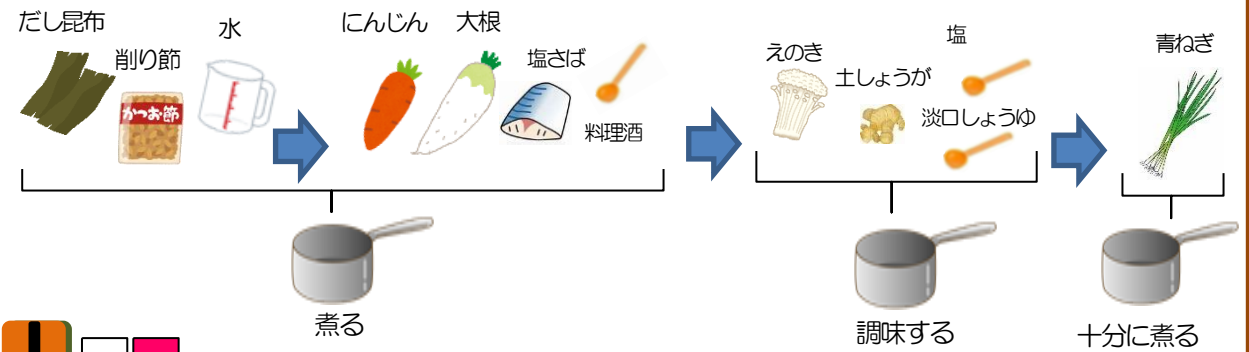 だし昆布
削り節
水
かつお節
にんじん
大根
塩さば
料理酒
えのき
土しょうが
塩
淡口しょうゆ
青ねぎ
煮る
調味する
十分に煮る